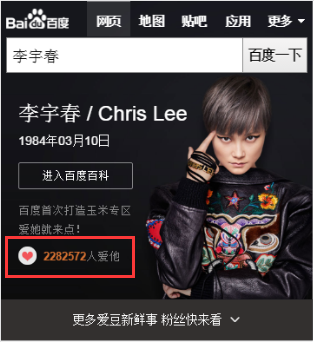 Bai du 百度 网页 地图 贴吧 应用 更多
李宇春 百度一下
李宇春 / Chris Lee
1984年03月10日
进入百度百科
百度首次打造玉米专区
爱他就来点！
2282572人爱他
更多爱豆新鲜事 粉丝快来看